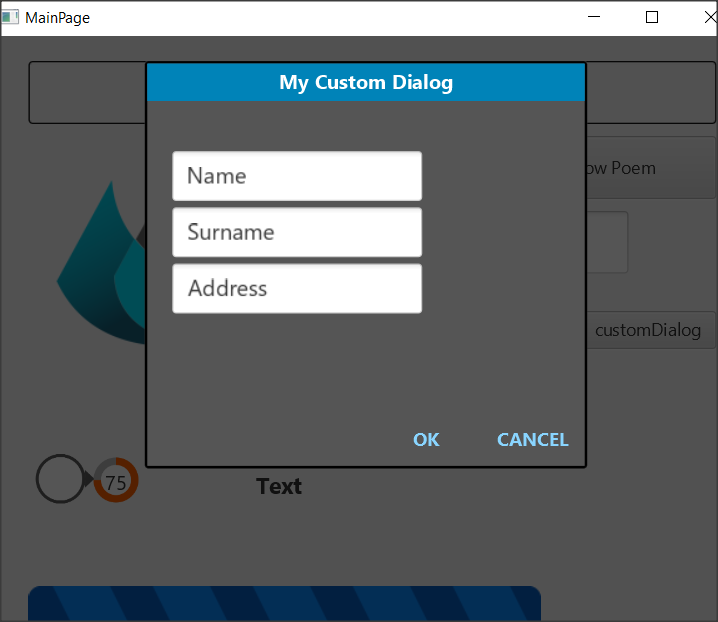 MainPage
My Custom Dialog
Name
ow Poem
Surname
Address
customDialog
OK CANCEL
75
Text